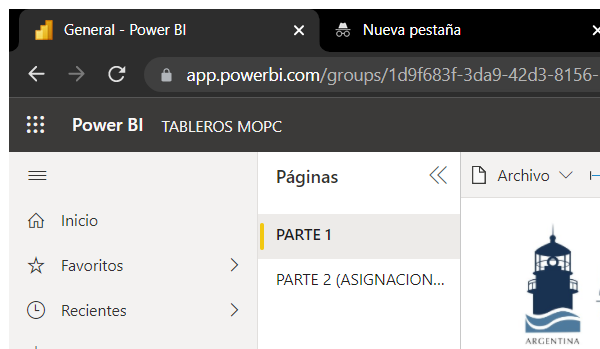 General - Power BI
Nueva pestaña
app.powerbi.com/groups/1d9f683f-3da9-42d3-8156-
Power BI TABLEROS MOPC
Páginas
Archivo
Inicio
PARTE 1
Favoritos
PARTE 2 (ASIGNACION...
Recientes
ARGENTINA